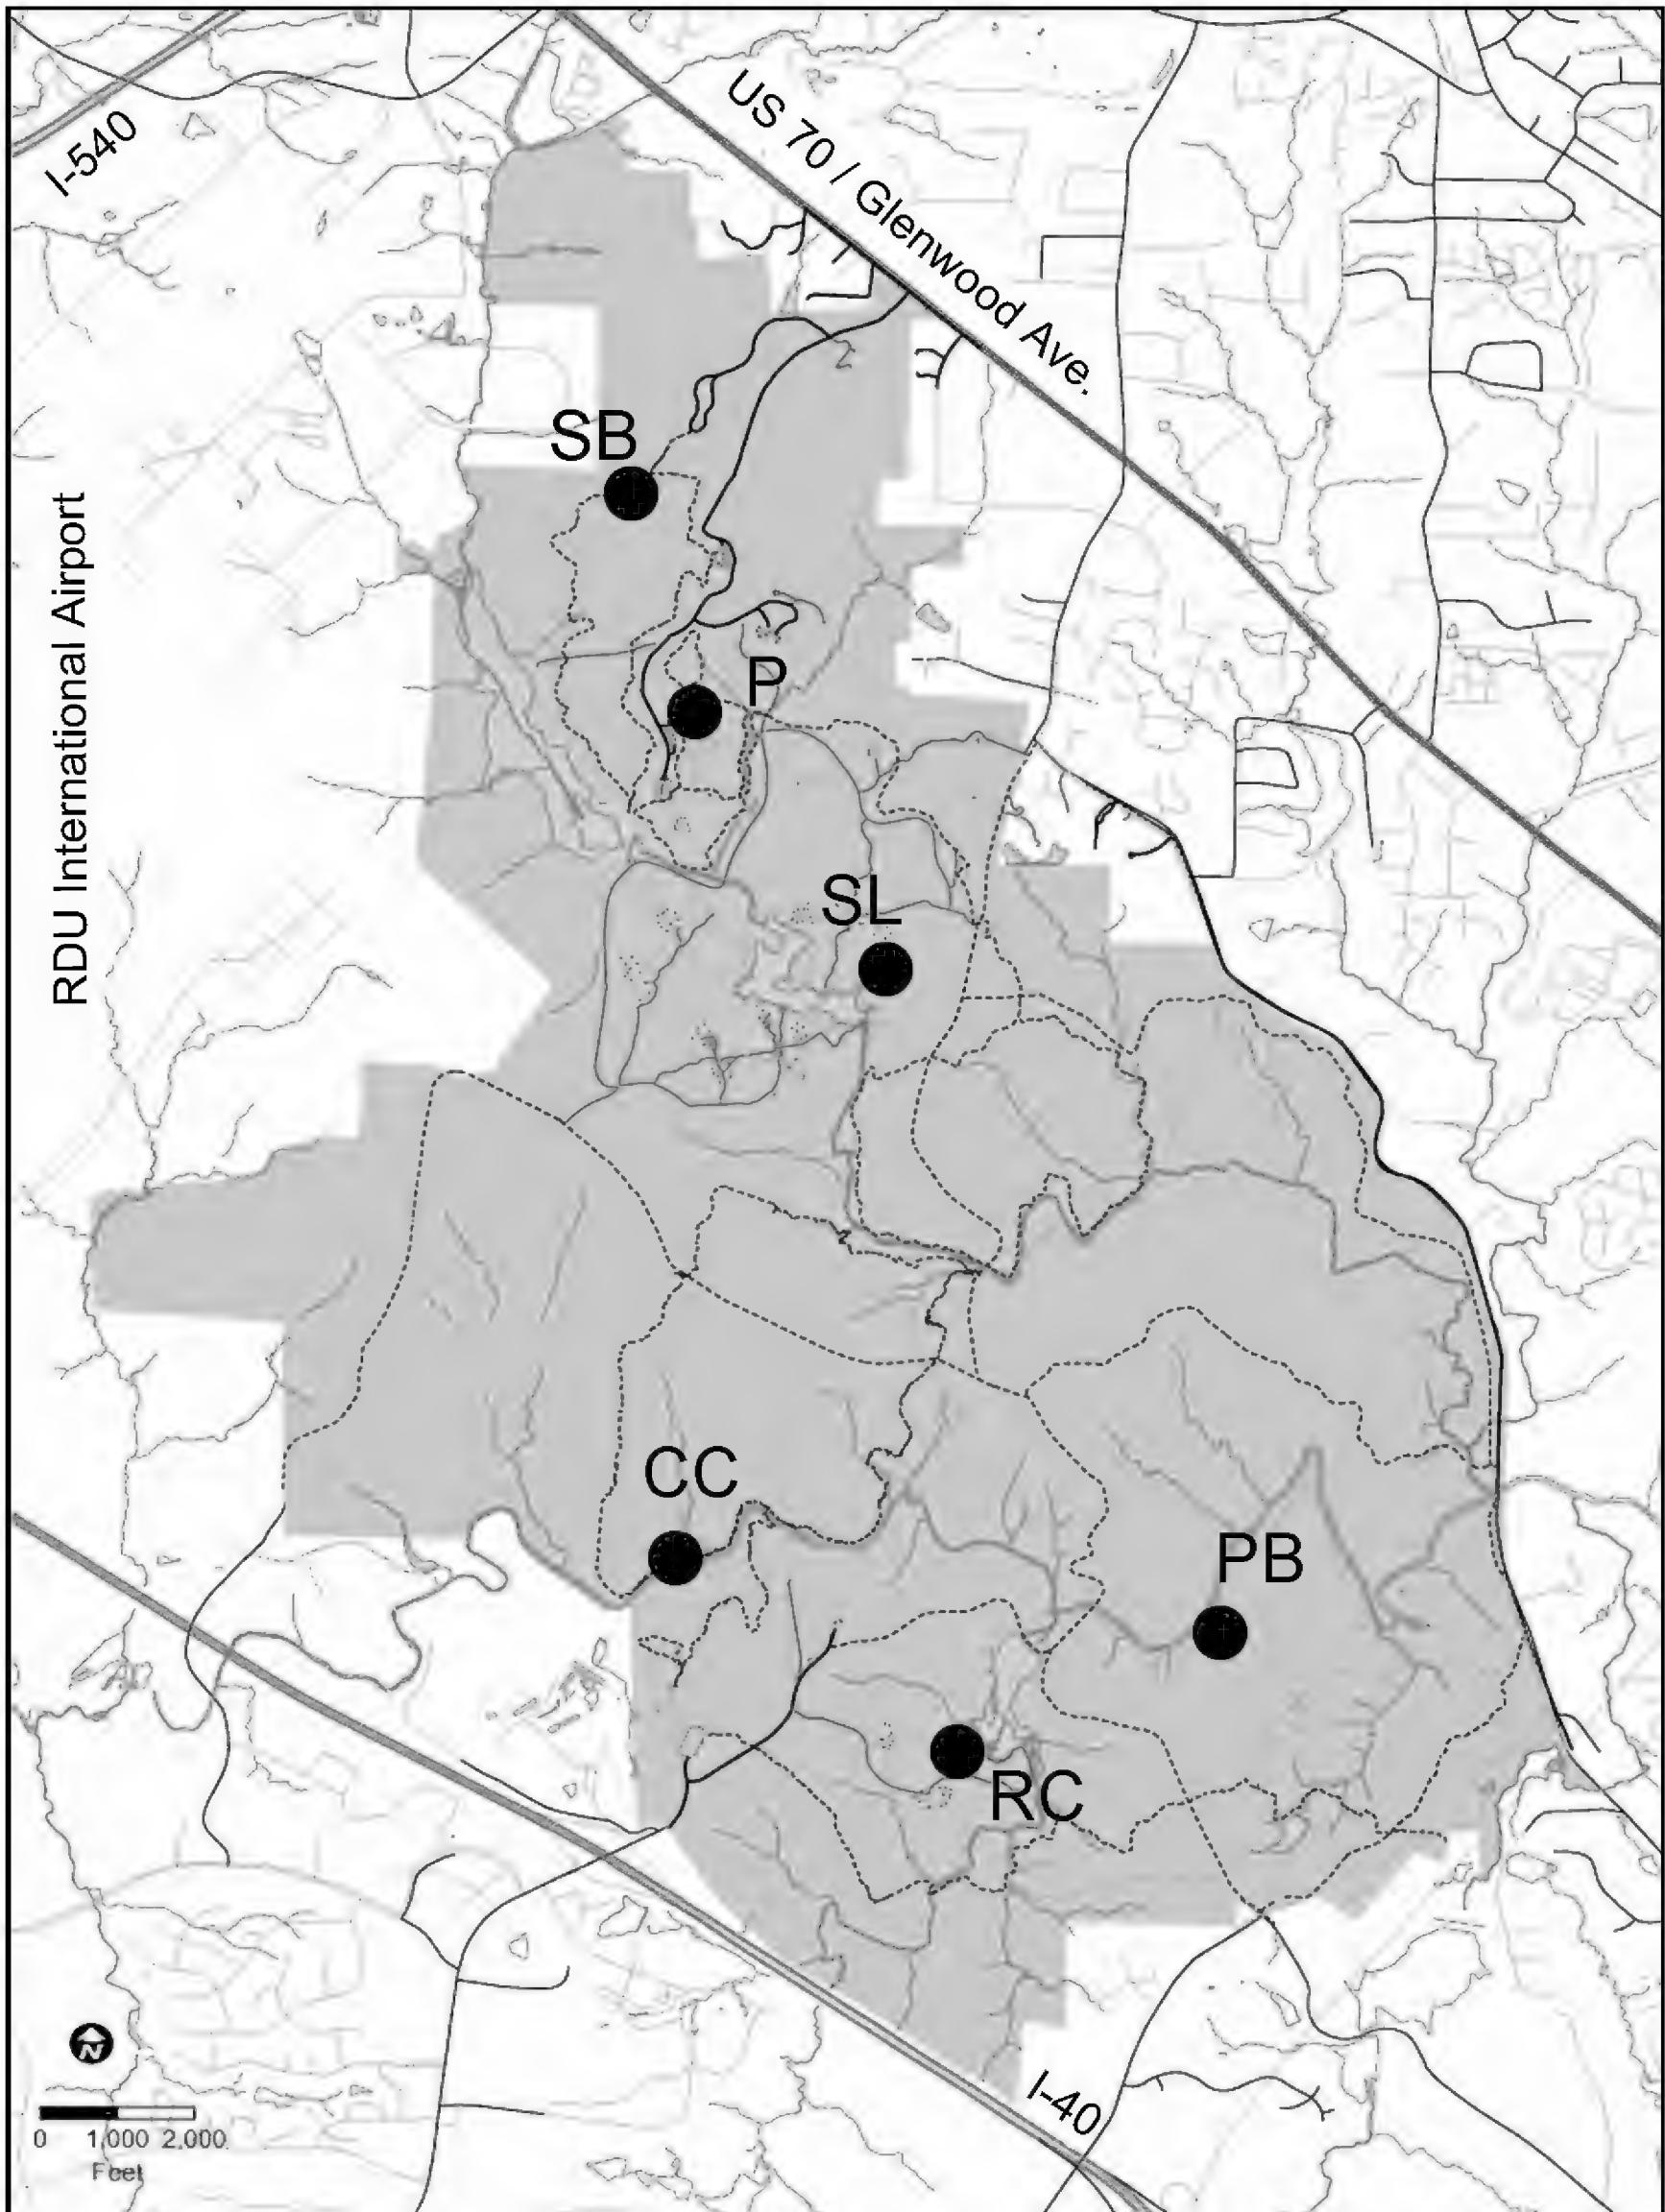 I-540
US 70 / Glenwood Ave.
SB
RDU International Airport
P
SL
CC
PB
RC
N
I-40
0 1,000 2,000
Feet